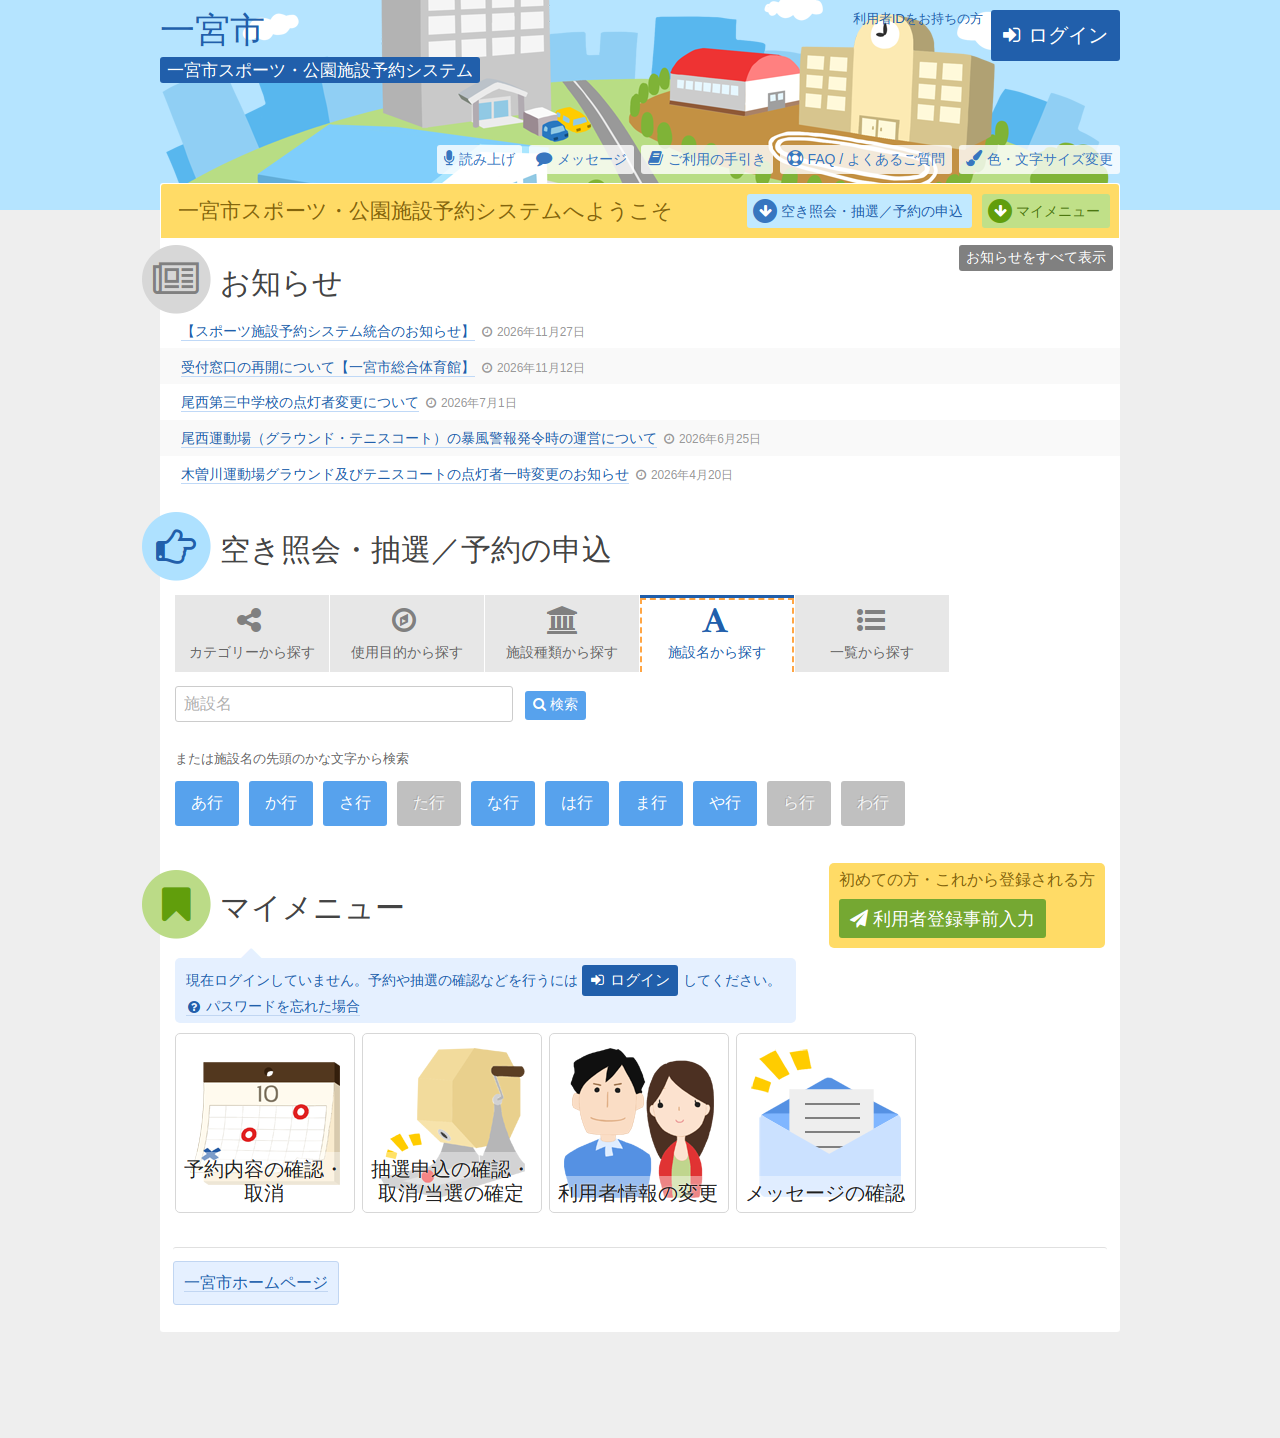 一宮市
一宮市スポーツ・公園施設予約システム
利用者IDをお持ちの方
ログイン
読み上げ
メッセージ
ご利用の手引き
FAQ / よくあるご質問
色・文字サイズ変更
一宮市スポーツ・公園施設予約システムへようこそ
空き照会・抽選／予約の申込
マイメニュー
お知らせ
お知らせをすべて表示
【スポーツ施設予約システム統合のお知らせ】 2026年11月27日
受付窓口の再開について【一宮市総合体育館】 2026年11月12日
尾西第三中学校の点灯者変更について 2026年7月1日
尾西運動場（グラウンド・テニスコート）の暴風警報発令時の運営について 2026年6月25日
木曽川運動場グラウンド及びテニスコートの点灯者一時変更のお知らせ 2026年4月20日
空き照会・抽選／予約の申込
カテゴリーから探す
使用目的から探す
施設種類から探す
A
施設名から探す
一覧から探す
施設名
検索
または施設名の先頭のかな文字から検索
あ行
か行
さ行
た行
な行
は行
ま行
や行
ら行
わ行
マイメニュー
初めての方・これから登録される方
利用者登録事前入力
現在ログインしていません。予約や抽選の確認などを行うには ログイン してください。
パスワードを忘れた場合
10
予約内容の確認・
取消
抽選申込の確認・
取消/当選の確定
利用者情報の変更
メッセージの確認
一宮市ホームページ